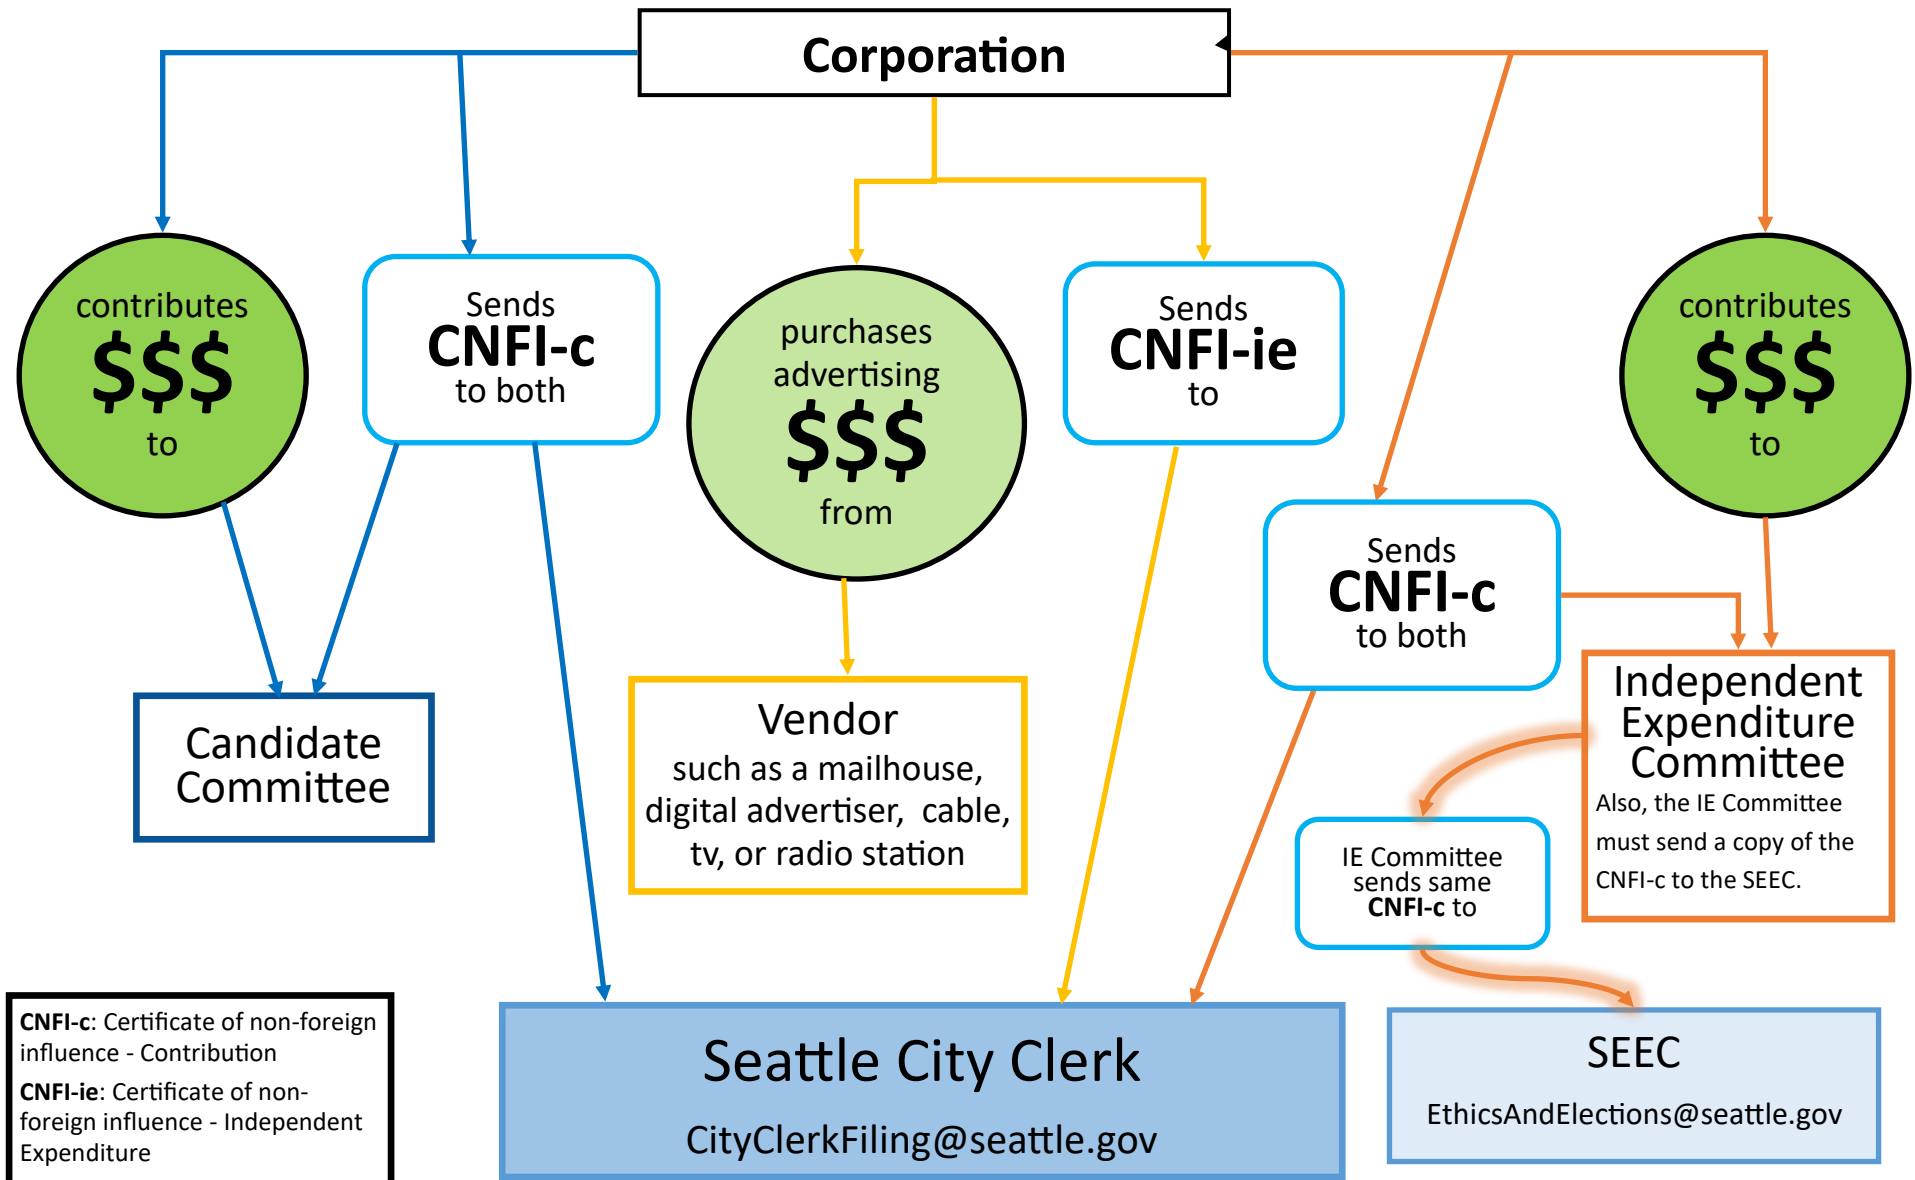 Corporation
contributes
$$$
to
Sends
CNFI-c
to both
purchases
advertising
$$$
from
Sends
CNFI-ie
to
Sends
CNFI-c
to both
contributes
$$$
to
Candidate
Committee
Vendor
such as a mailhouse,
digital advertiser,  cable,
tv, or radio station
Independent
Expenditure
Committee
Also, the IE Committee
must send a copy of the
CNFI-c to the SEEC.
IE Committee
sends same
CNFI-c to
CNFI-c: Certificate of non-foreign
influence - Contribution
CNFI-ie: Certificate of non-
foreign influence - Independent
Expenditure
Seattle City Clerk
CityClerkFiling@seattle.gov
SEEC
EthicsAndElections@seattle.gov